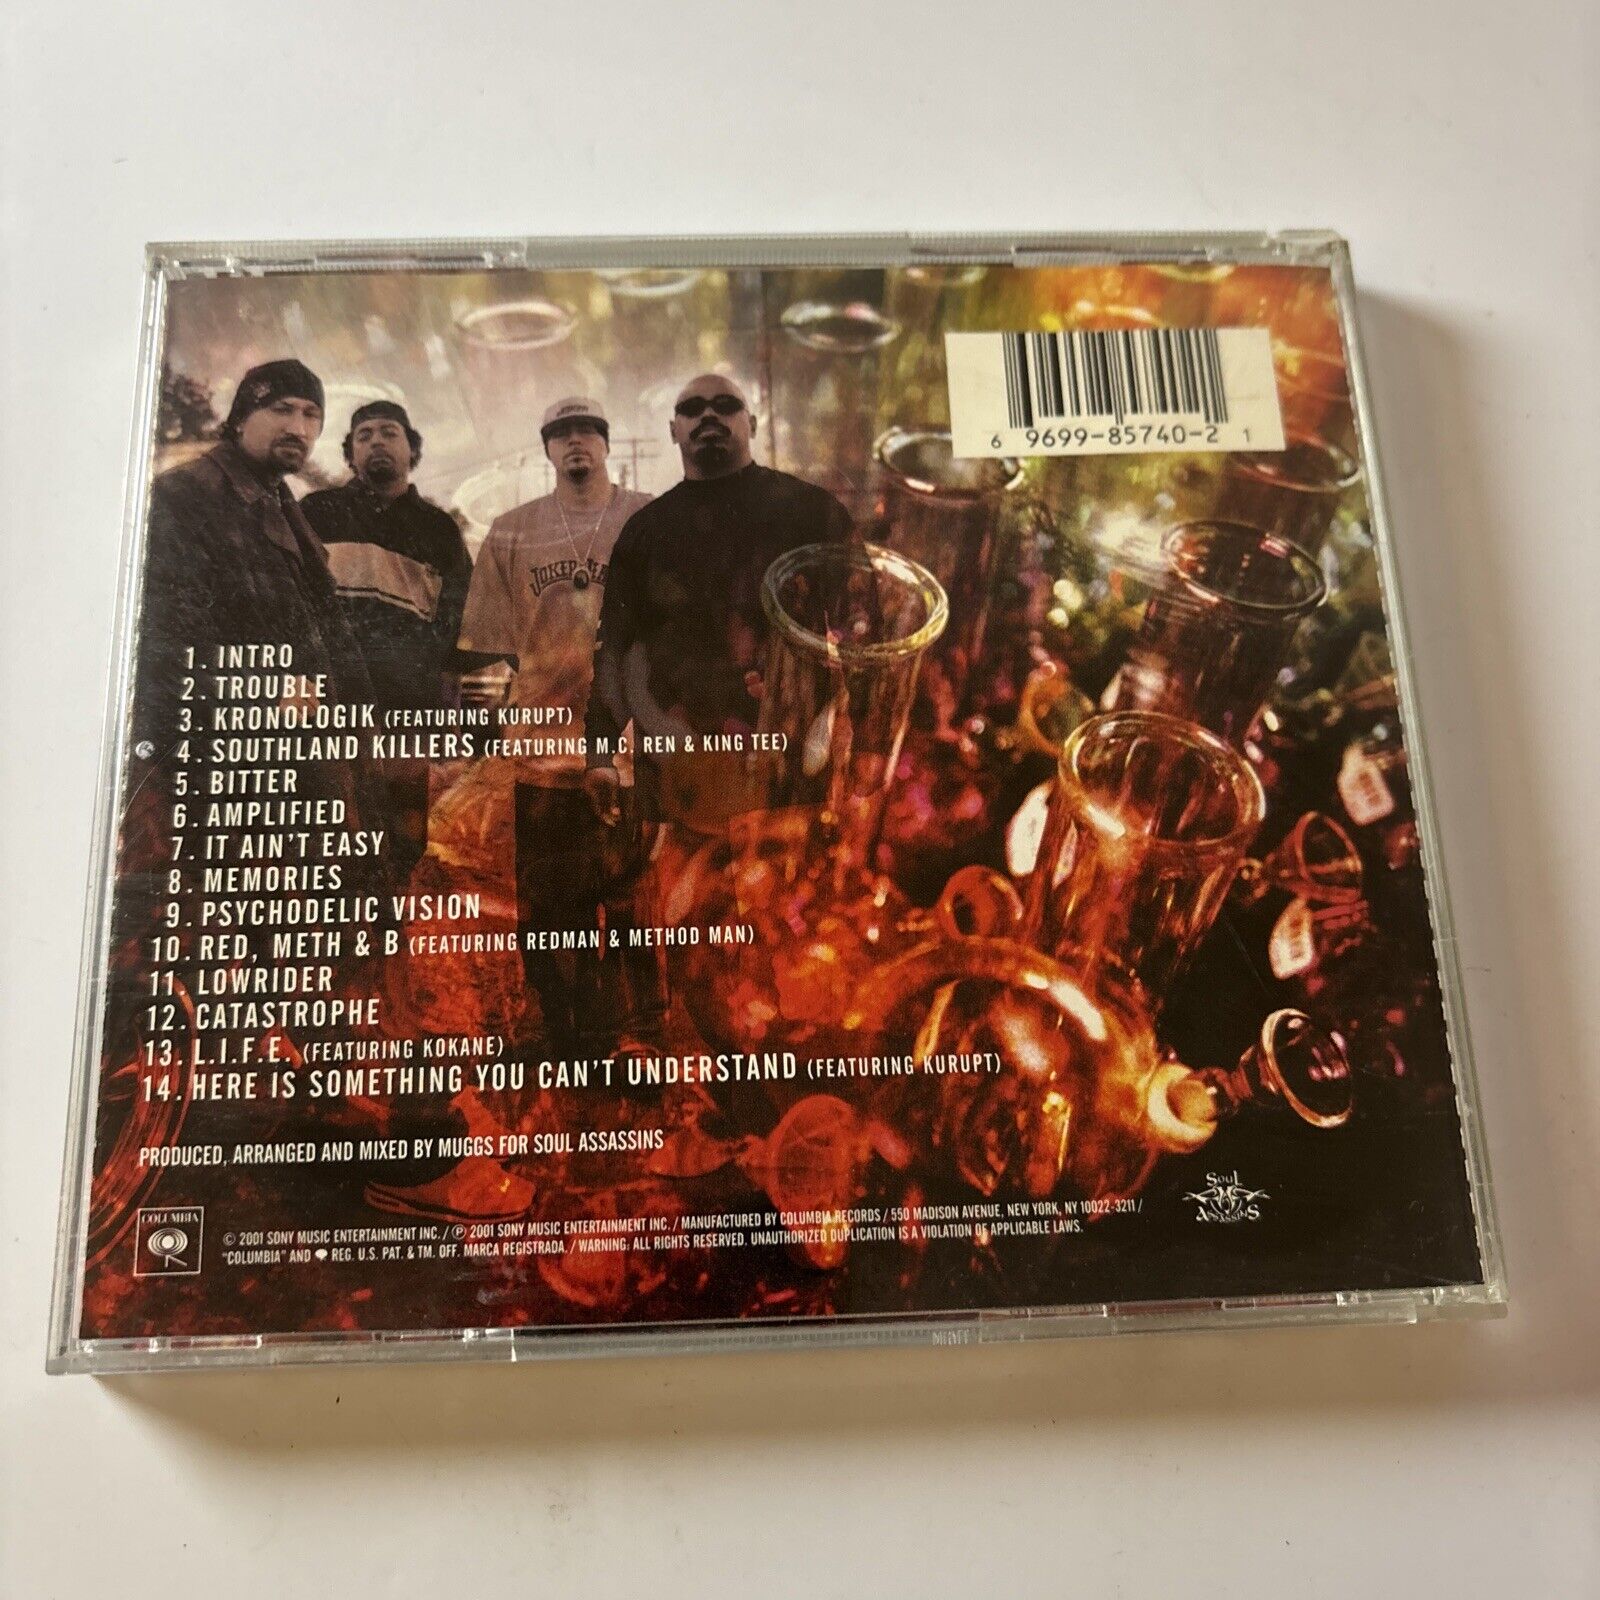 6 9699-85740-2 1
JOKER
1. INTRO
2. TROUBLE
3. KRONOLOGIK (FEATURING KURUPT)
4. SOUTHLAND KILLERS (FEATURING M.C. REN & KING TEE)
5. BITTER
6. AMPLIFIED
7. IT AIN'T EASY
8. MEMORIES
9. PSYCHODELIC VISION
10. RED, METH & B (FEATURING REDMAN & METHOD MAN)
11. LOWRIDER
12. CATASTROPHE
13. L.I.F.E. (FEATURING KOKANE)
14. HERE IS SOMETHING YOU CAN'T UNDERSTAND (FEATURING KURUPT)
PRODUCED, ARRANGED AND MIXED BY MUGGS FOR SOUL ASSASSINS
COLUMBIA
© 2001 SONY MUSIC ENTERTAINMENT INC. / ℗ 2001 SONY MUSIC ENTERTAINMENT INC. / MANUFACTURED BY COLUMBIA RECORDS / 550 MADISON AVENUE, NEW YORK, NY 10022-3211 /
"COLUMBIA" AND REG. U.S. PAT. & TM. OFF. MARCA REGISTRADA. / WARNING: ALL RIGHTS RESERVED. UNAUTHORIZED DUPLICATION IS A VIOLATION OF APPLICABLE LAWS.
SOUL
ASSASSINS